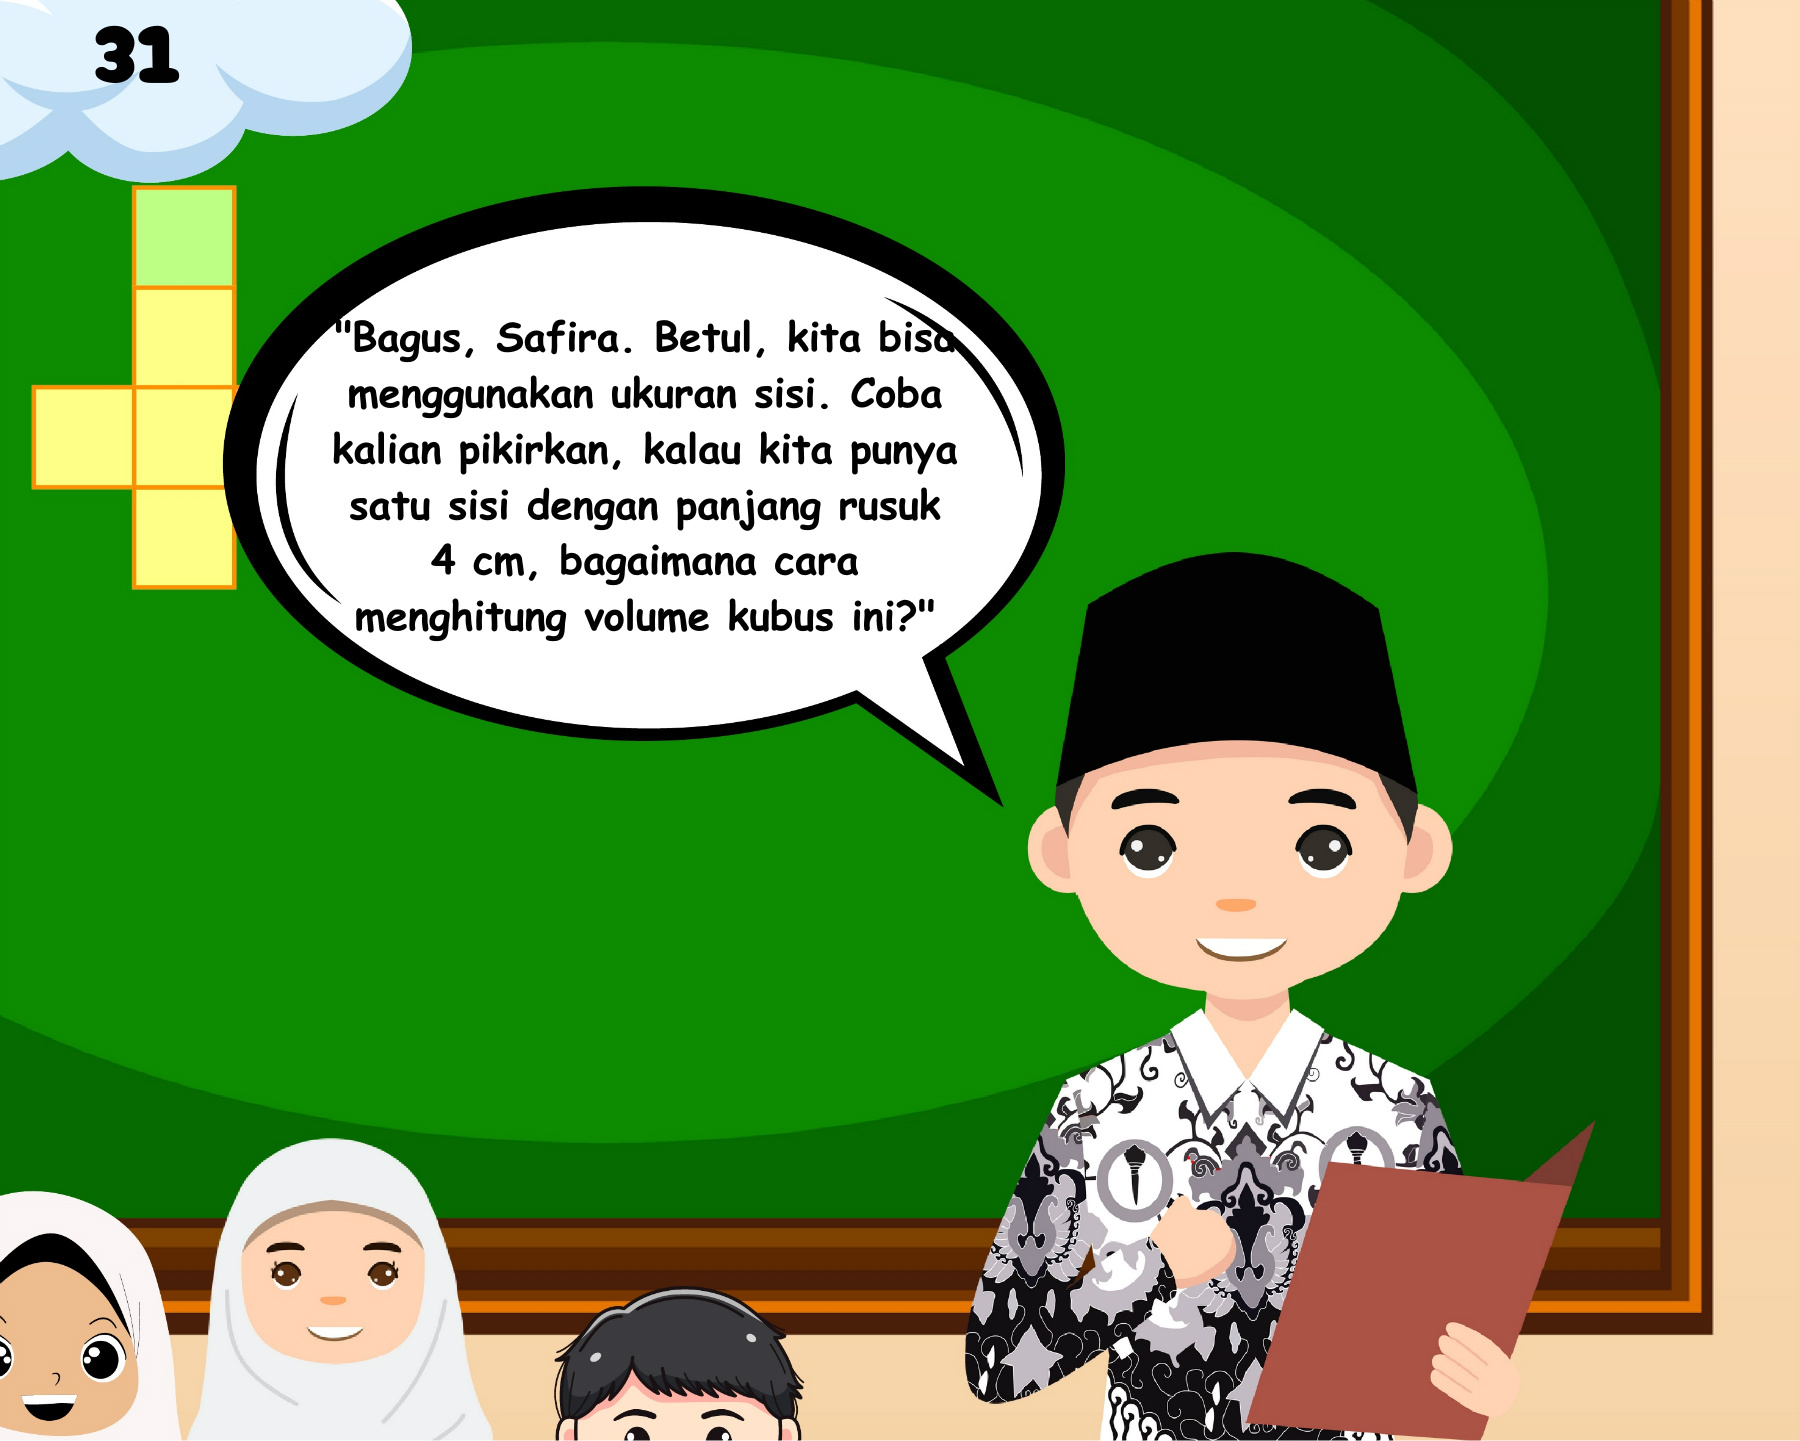 31
"Bagus, Safira. Betul, kita bisa
menggunakan ukuran sisi. Coba
kalian pikirkan, kalau kita punya
satu sisi dengan panjang rusuk
4 cm, bagaimana cara
menghitung volume kubus ini?"